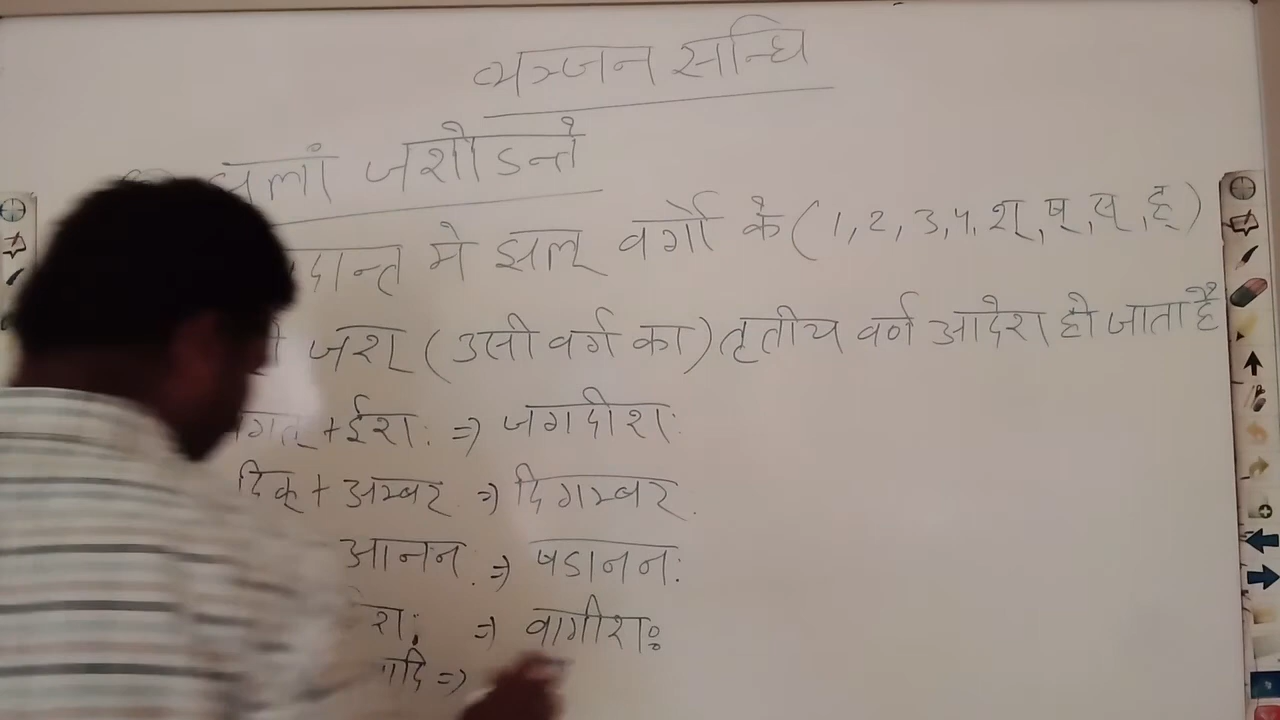 व्यञ्जन सन्धि
झलां जशोऽन्ते
पदान्त मे झल् वर्गो के (1, 2, 3, 4, श्, ष्, स्, ह्)
जश् (उसी वर्ग का) तृतीय वर्ण आदेश हो जाता है
जगत् + ईशः => जगदीशः
दिक् + अम्बर => दिगम्बर
आनन => षडाननः
=> वागीशः
=>